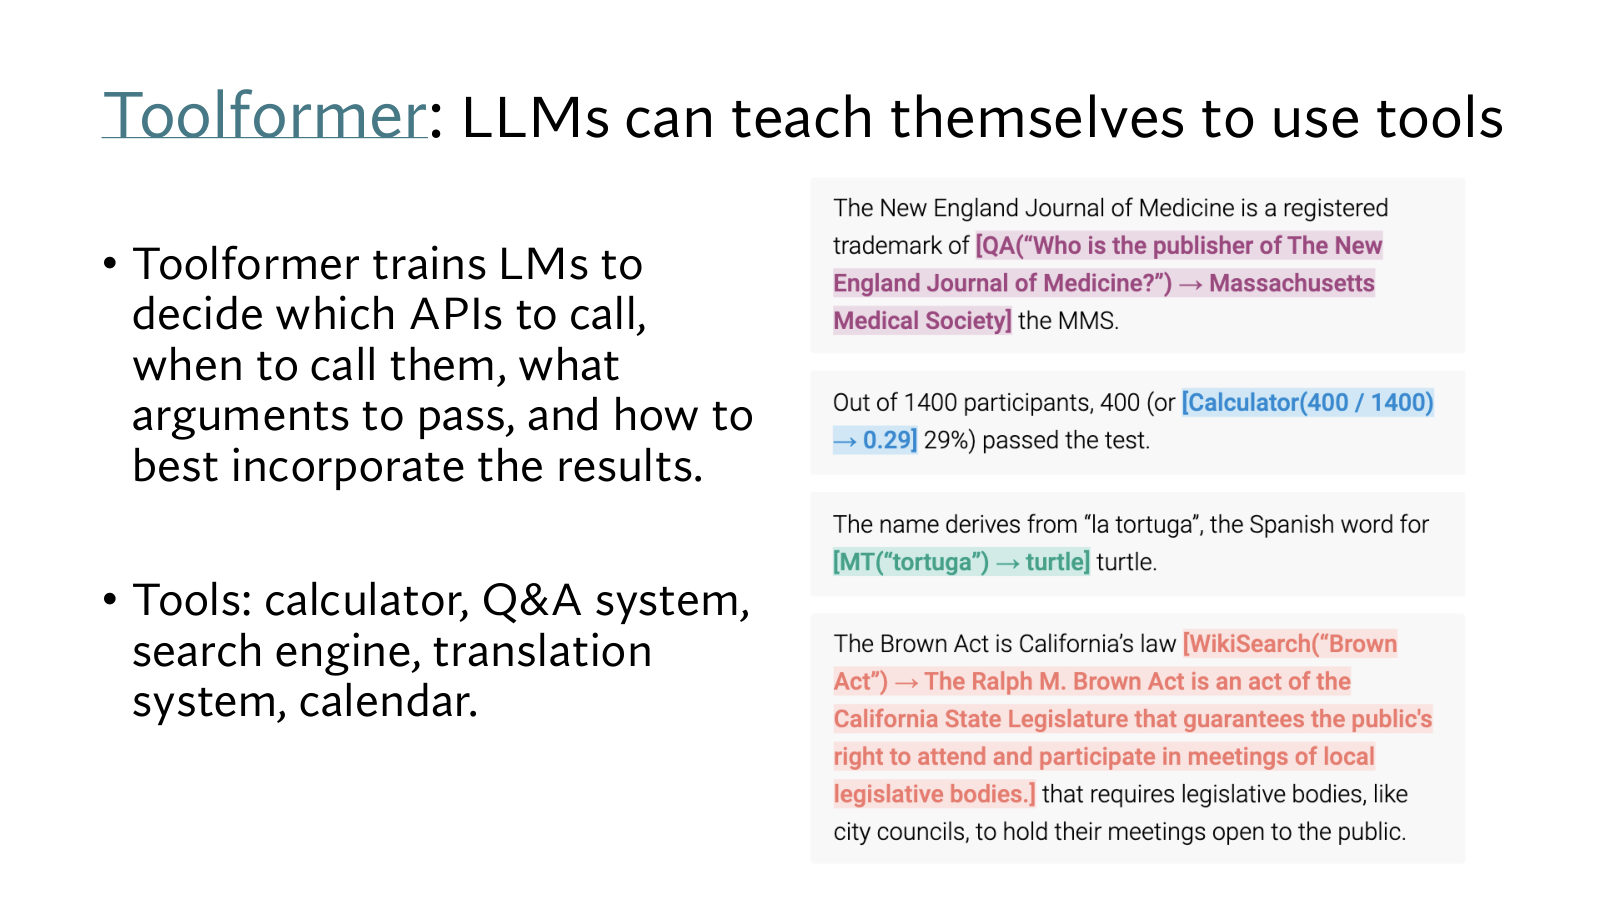 Toolformer: LLMs can teach themselves to use tools
• Toolformer trains LMs to
decide which APIs to call,
when to call them, what
arguments to pass, and how to
best incorporate the results.
• Tools: calculator, Q&A system,
search engine, translation
system, calendar.
The New England Journal of Medicine is a registered
trademark of [QA(“Who is the publisher of The New
England Journal of Medicine?”) → Massachusetts
Medical Society] the MMS.
Out of 1400 participants, 400 (or [Calculator(400 / 1400)
→ 0.29] 29%) passed the test.
The name derives from “la tortuga”, the Spanish word for
[MT(“tortuga”) → turtle] turtle.
The Brown Act is California’s law [WikiSearch(“Brown
Act”) → The Ralph M. Brown Act is an act of the
California State Legislature that guarantees the public's
right to attend and participate in meetings of local
legislative bodies.] that requires legislative bodies, like
city councils, to hold their meetings open to the public.